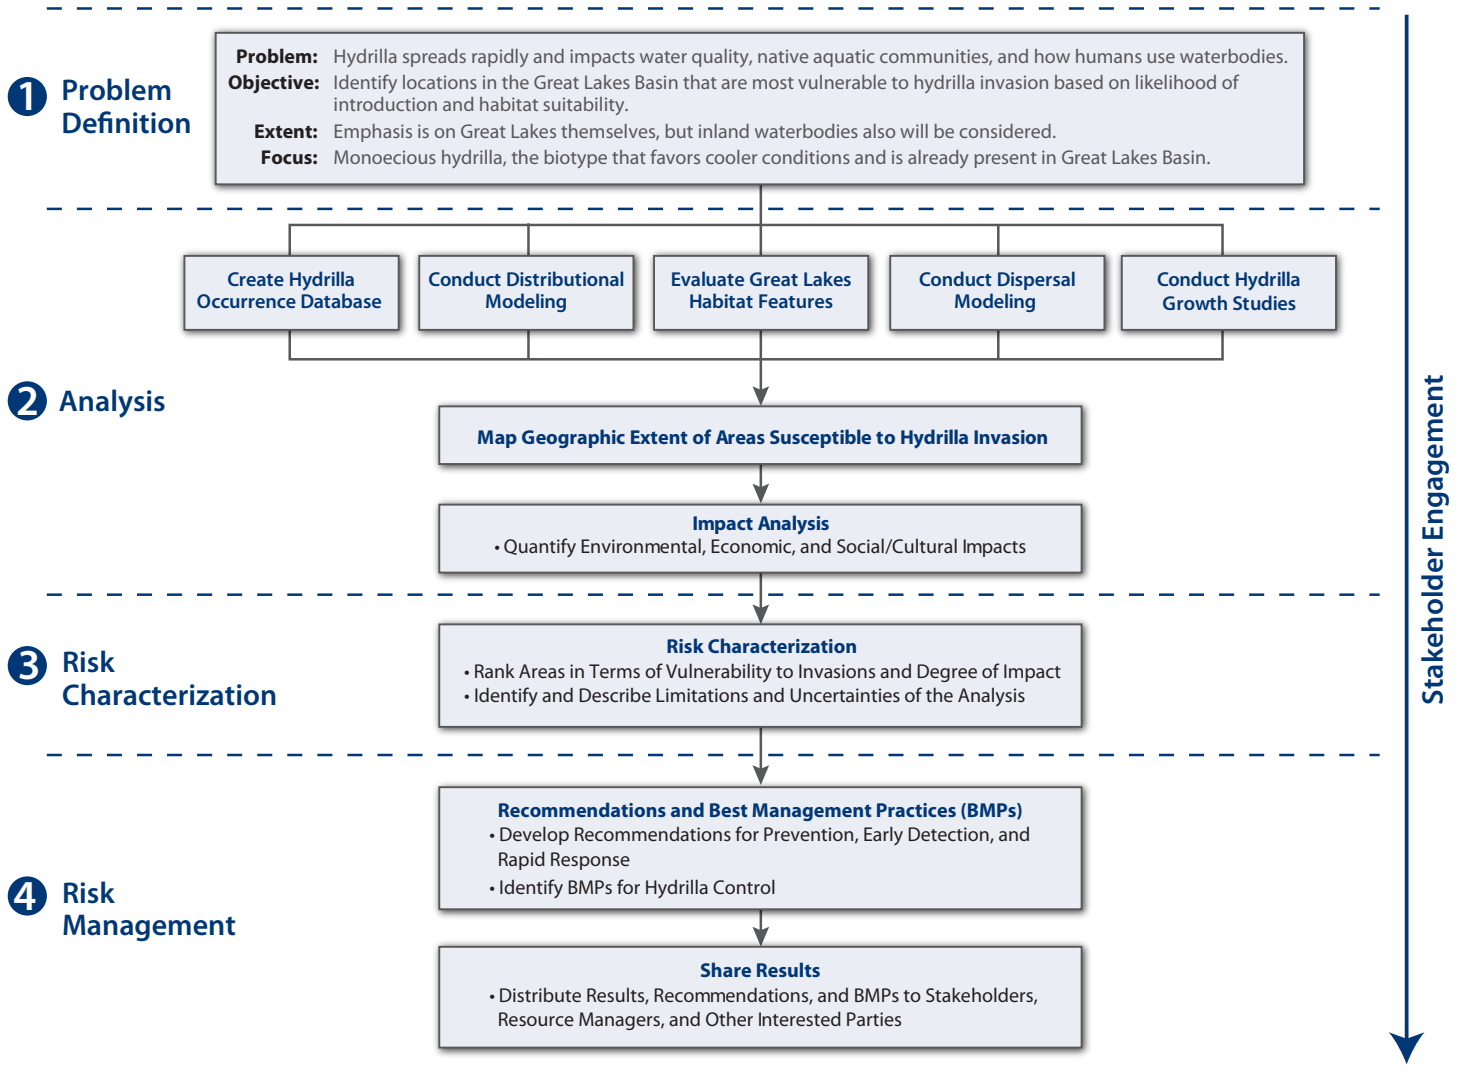 1 Problem
Definition
Problem: Hydrilla spreads rapidly and impacts water quality, native aquatic communities, and how humans use waterbodies.
Objective: Identify locations in the Great Lakes Basin that are most vulnerable to hydrilla invasion based on likelihood of
introduction and habitat suitability.
Extent: Emphasis is on Great Lakes themselves, but inland waterbodies also will be considered.
Focus: Monoecious hydrilla, the biotype that favors cooler conditions and is already present in Great Lakes Basin.
2 Analysis
Create Hydrilla
Occurrence Database
Conduct Distributional
Modeling
Evaluate Great Lakes
Habitat Features
Conduct Dispersal
Modeling
Conduct Hydrilla
Growth Studies
Map Geographic Extent of Areas Susceptible to Hydrilla Invasion
Impact Analysis
• Quantify Environmental, Economic, and Social/Cultural Impacts
3 Risk
Characterization
Risk Characterization
• Rank Areas in Terms of Vulnerability to Invasions and Degree of Impact
• Identify and Describe Limitations and Uncertainties of the Analysis
4 Risk
Management
Recommendations and Best Management Practices (BMPs)
• Develop Recommendations for Prevention, Early Detection, and
Rapid Response
• Identify BMPs for Hydrilla Control
Share Results
• Distribute Results, Recommendations, and BMPs to Stakeholders,
Resource Managers, and Other Interested Parties
Stakeholder Engagement